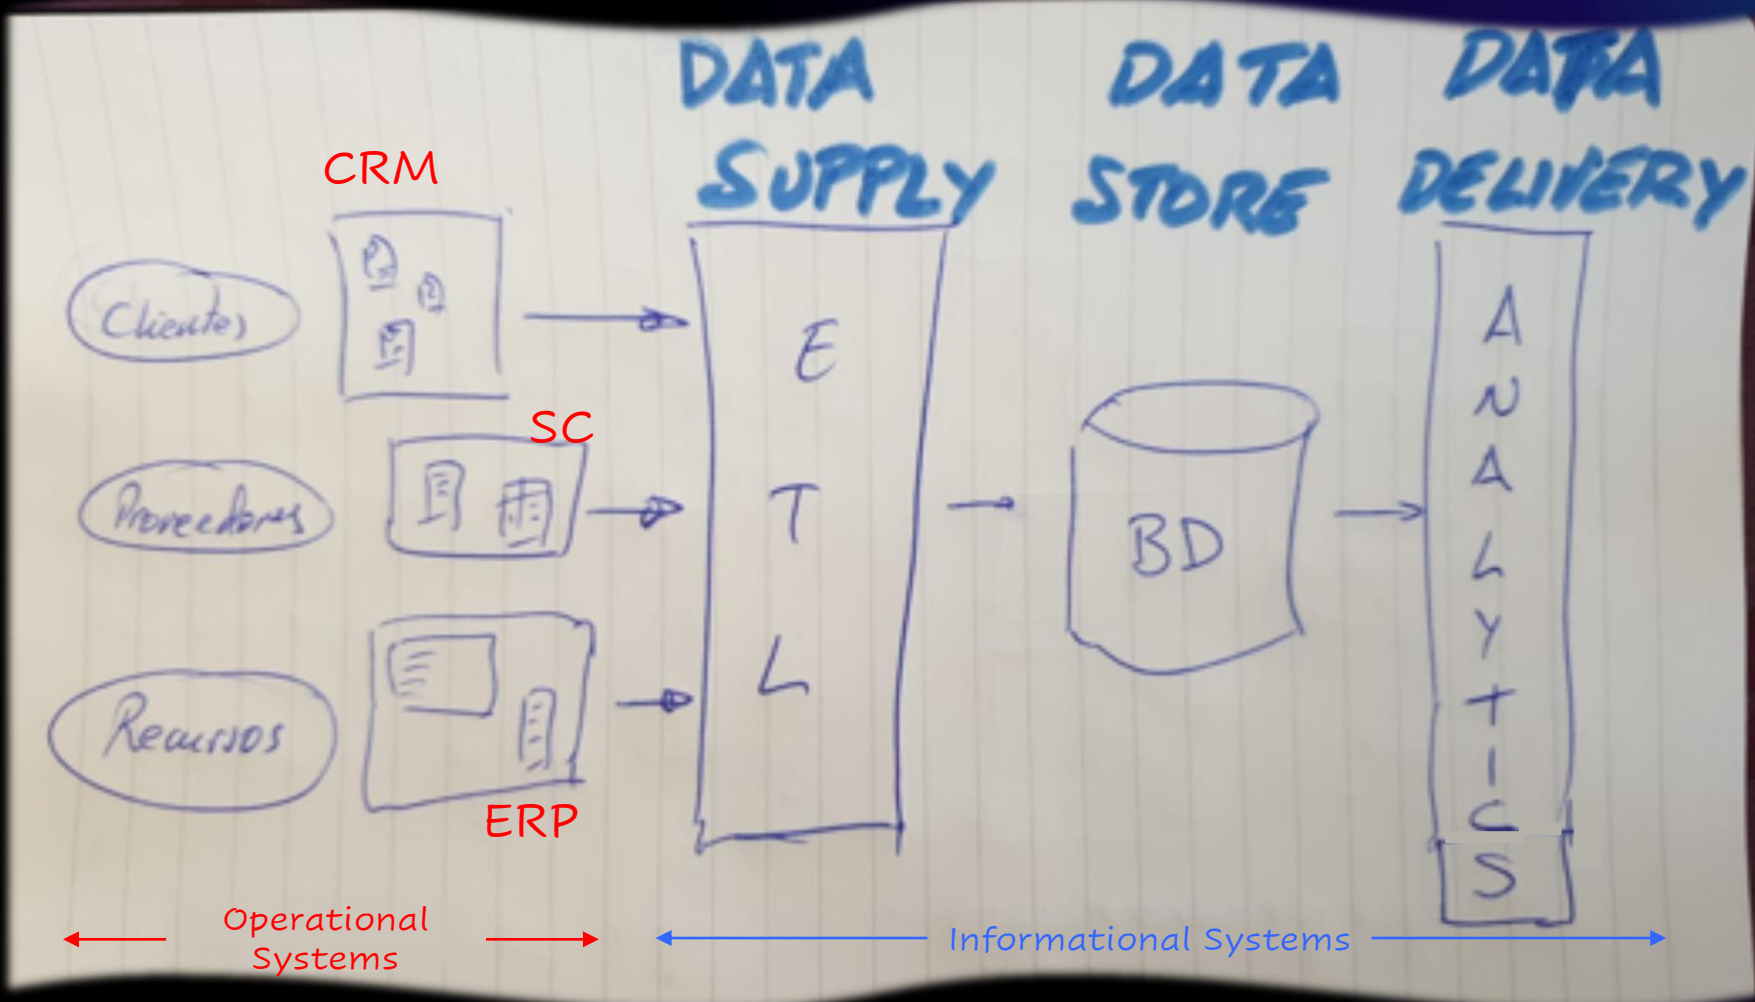 DATA SUPPLY
DATA STORE
DATA DELIVERY
CRM
Clientes
SC
Proveedores
Recursos
ERP
E
T
L
BD
A
N
A
L
Y
T
I
C
S
Operational
Systems
Informational Systems